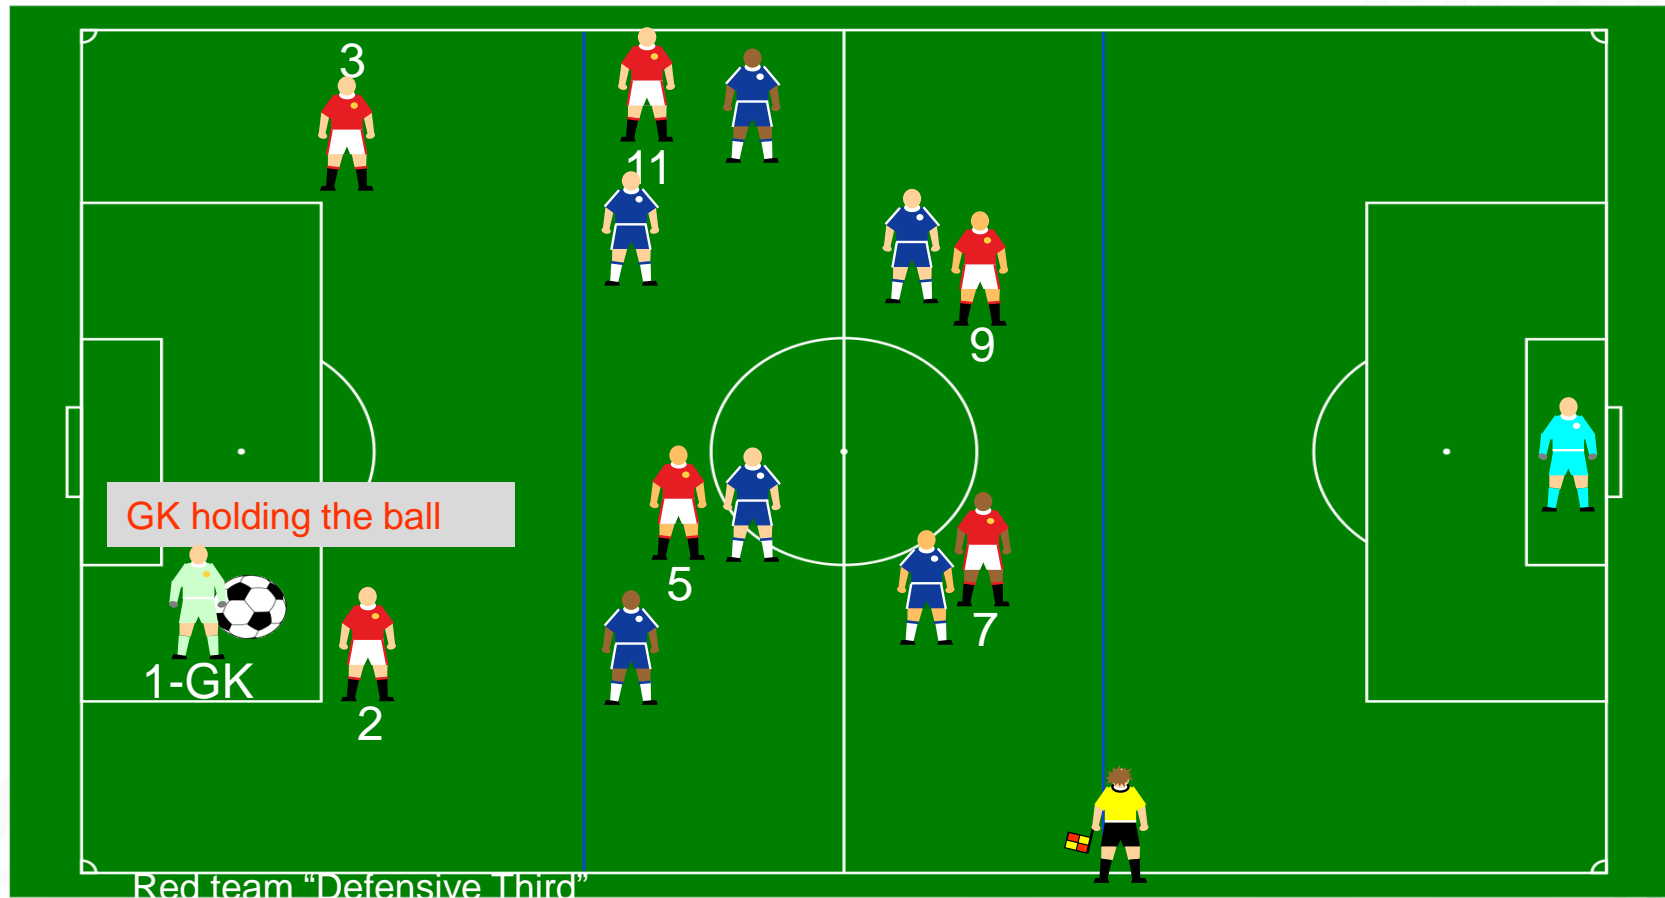 3
11
9
GK holding the ball
5
7
1-GK
2
Red team “Defensive Third”